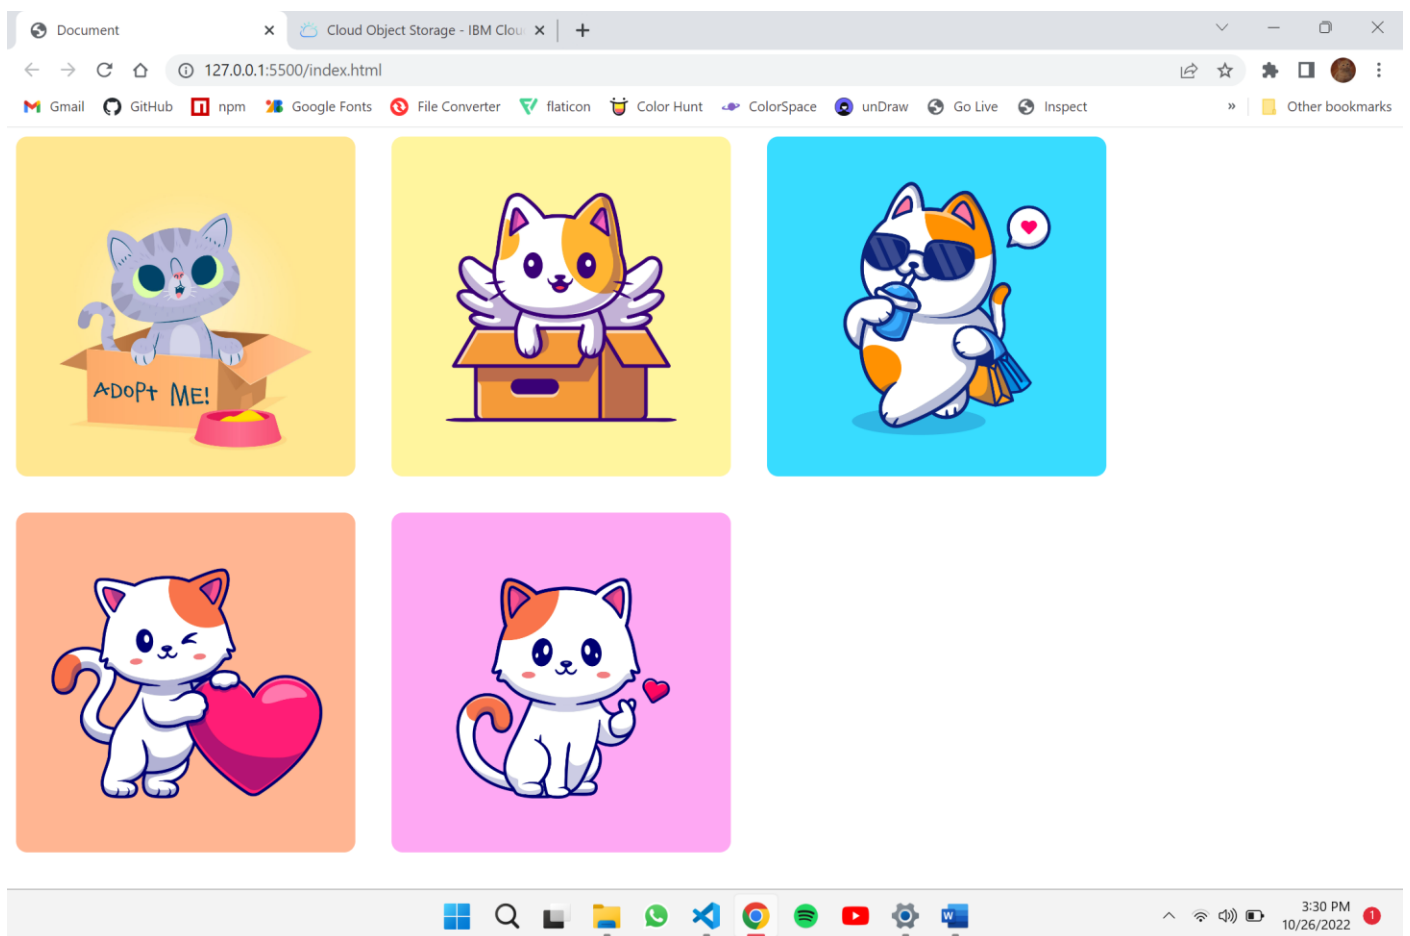 Document
Cloud Object Storage - IBM Clou
127.0.0.1:5500/index.html
Gmail GitHub npm Google Fonts File Converter flaticon Color Hunt ColorSpace unDraw Go Live Inspect » Other bookmarks
ADOPt ME!
3:30 PM
10/26/2022
1